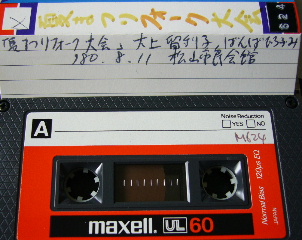 夏まつりフォーク大会
624
夏まつりフォーク大会、大上留利子、ばんばひろふみ
'80.8.11 松山市民会館
A
Noise Reduction
YES NO
M624
maxell. UL 60
Normal Bias 120μs EQ
JAPAN